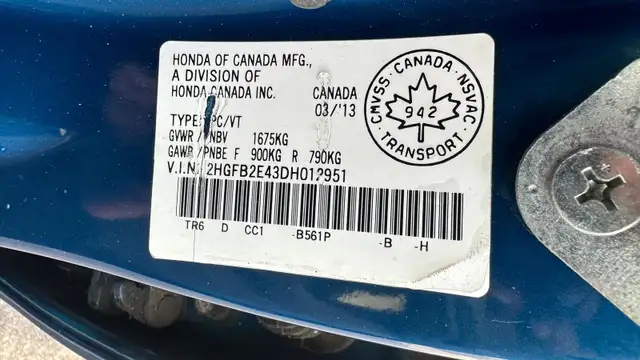 HONDA OF CANADA MFG.,
A DIVISION OF
HONDA CANADA INC. CANADA
03/'13
TYPE: PC/VT
GVWR /PNBV 1675KG
GAWR /PNBE F 900KG R 790KG
V.I.N.: 2HGFB2E43DH012951
TR6 D CC1 -B561P -B -H
CMVSS · CANADA · NSVAC
942
· TRANSPORT ·